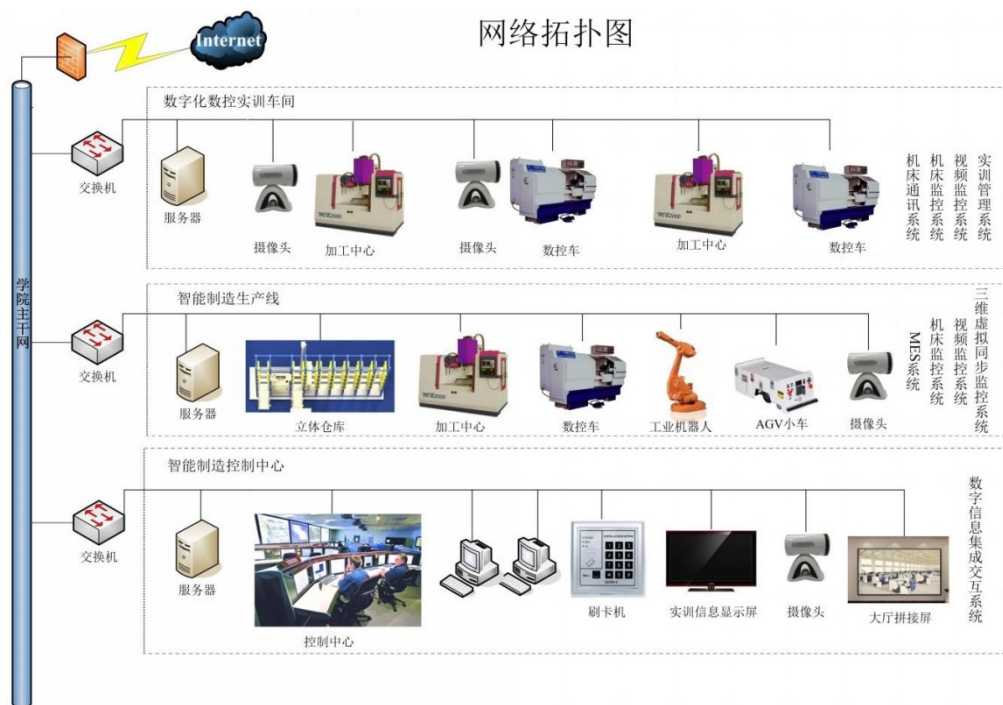 Internet
网络拓扑图
学院主干网
数字化数控实训车间
交换机
服务器
摄像头
加工中心
摄像头
数控车
加工中心
数控车
实训管理系统
视频监控系统
机床监控系统
机床通讯系统
智能制造生产线
交换机
服务器
立体仓库
加工中心
数控车
工业机器人
AGV小车
摄像头
三维虚拟同步监控系统
视频监控系统
机床监控系统
MES系统
智能制造控制中心
交换机
服务器
控制中心
刷卡机
实训信息显示屏
摄像头
大厅拼接屏
数字信息集成交互系统